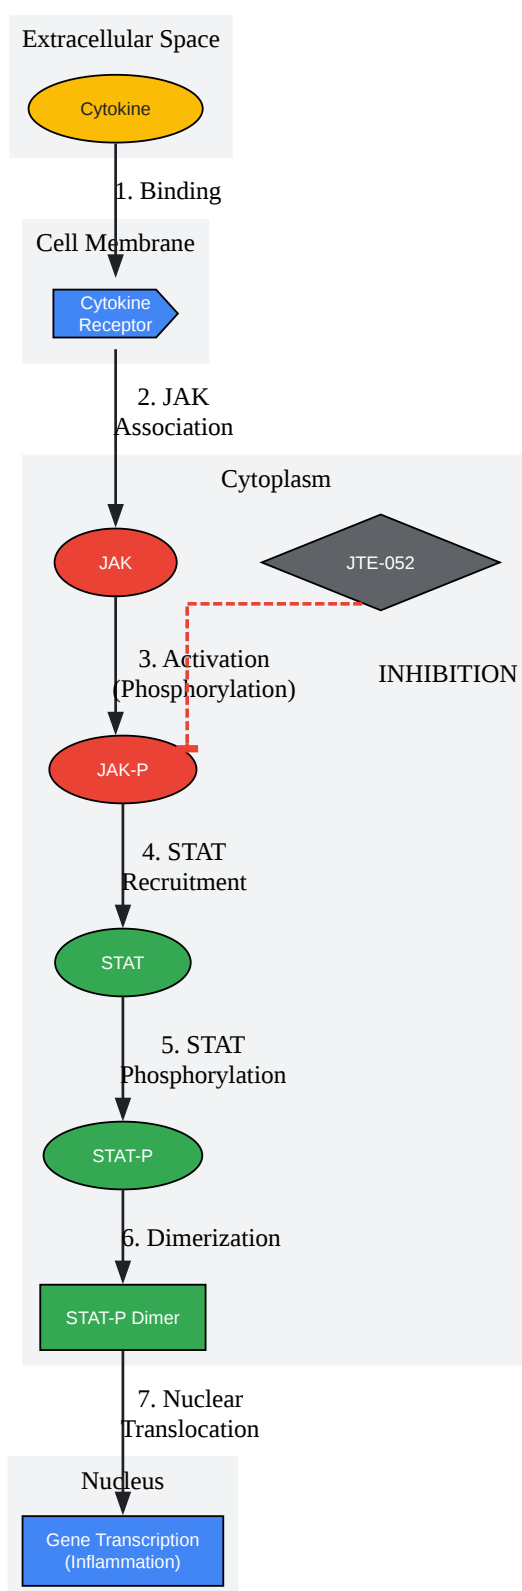 Extracellular Space
Cytokine
1. Binding
Cell Membrane
Cytokine
Receptor
2. JAK
Association
Cytoplasm
JAK
JTE-052
3. Activation
(Phosphorylation)
INHIBITION
JAK-P
4. STAT
Recruitment
STAT
5. STAT
Phosphorylation
STAT-P
6. Dimerization
STAT-P Dimer
7. Nuclear
Translocation
Nucleus
Gene Transcription
(Inflammation)